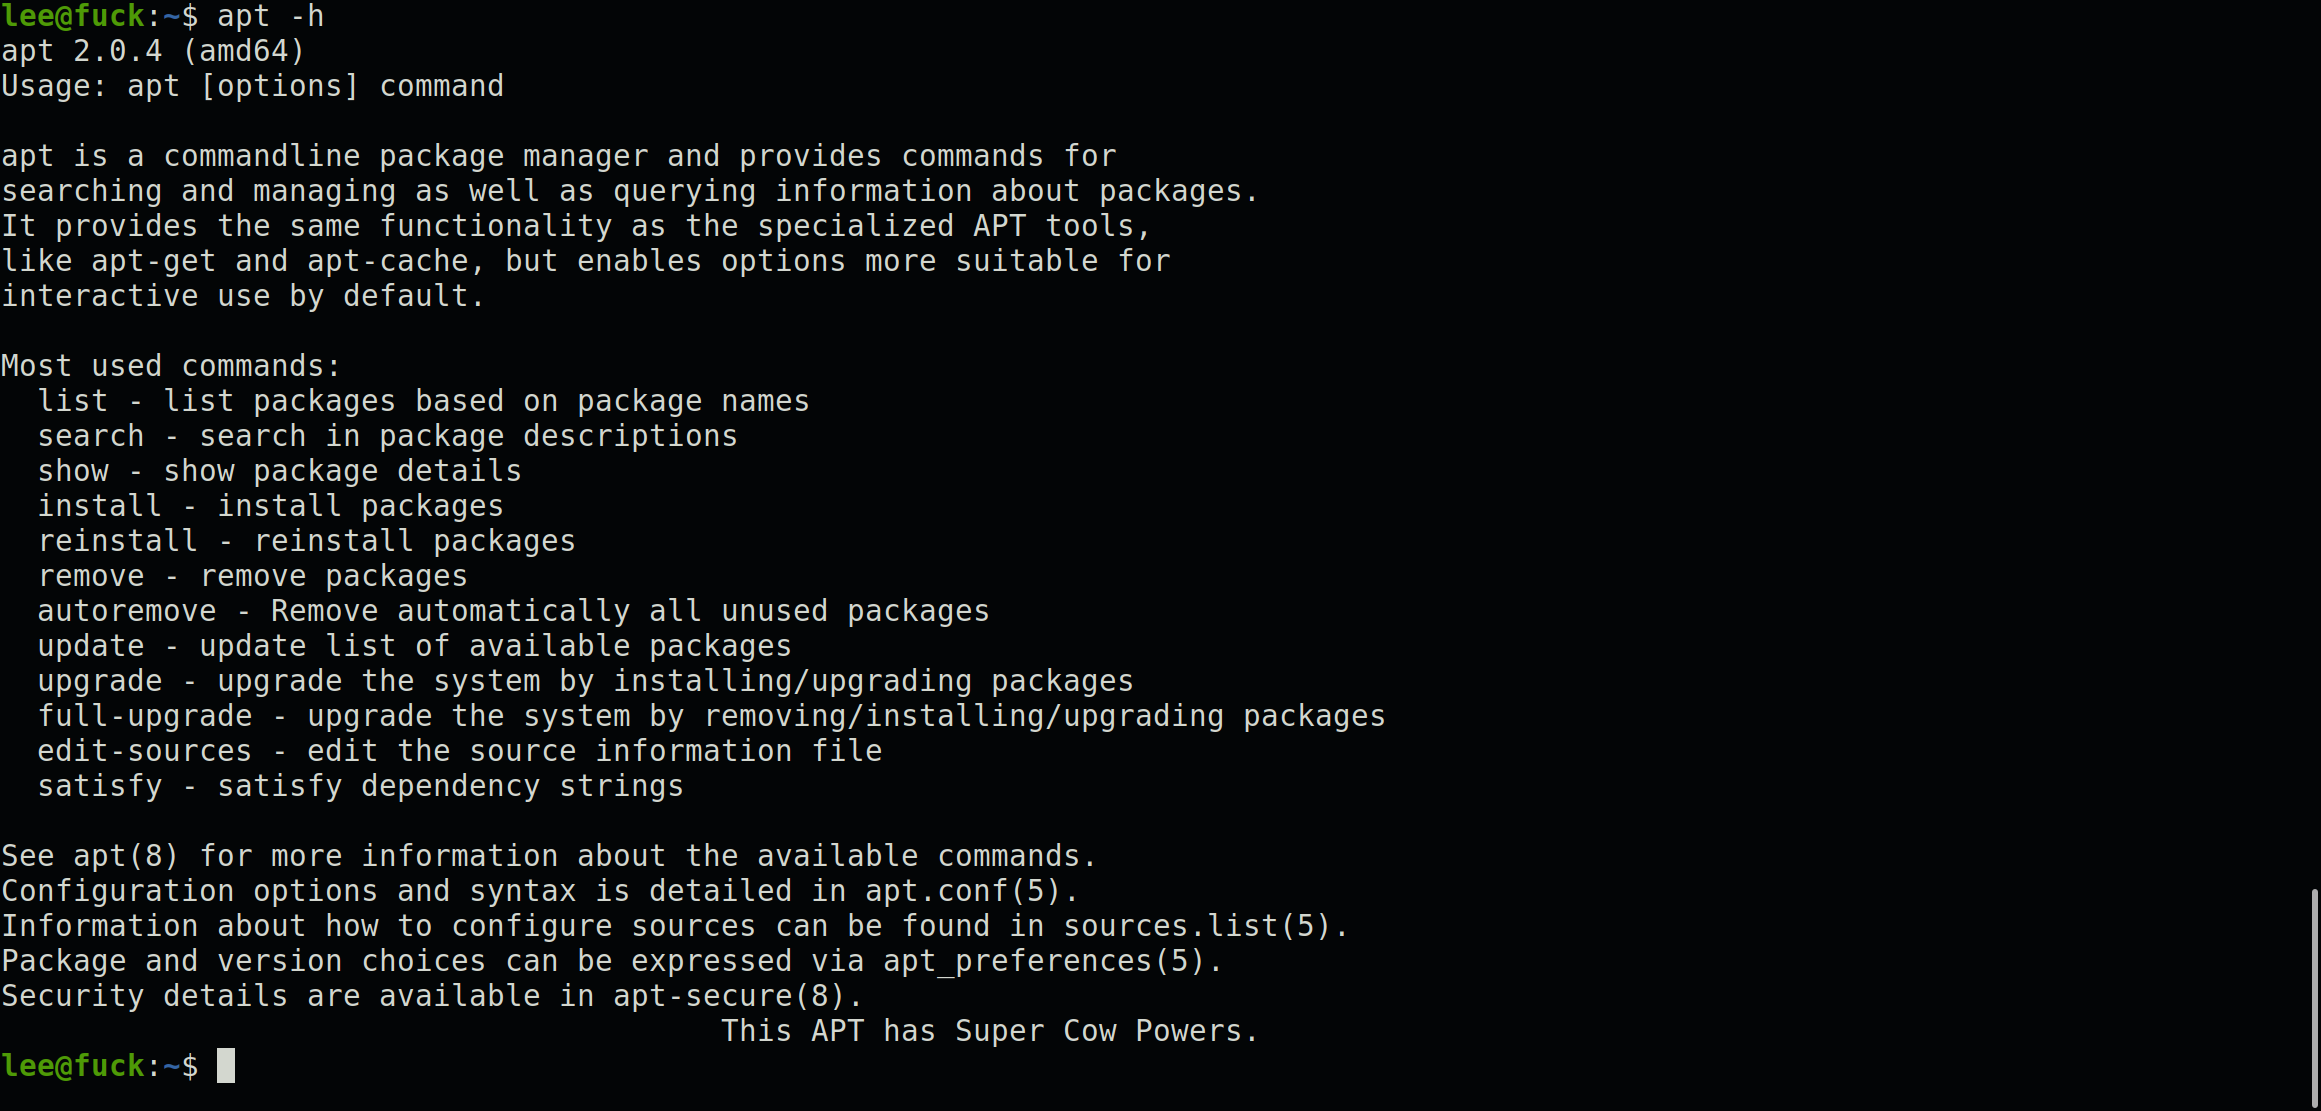 lee@fuck:~$ apt -h
apt 2.0.4 (amd64)
Usage: apt [options] command

apt is a commandline package manager and provides commands for
searching and managing as well as querying information about packages.
It provides the same functionality as the specialized APT tools,
like apt-get and apt-cache, but enables options more suitable for
interactive use by default.

Most used commands:
  list - list packages based on package names
  search - search in package descriptions
  show - show package details
  install - install packages
  reinstall - reinstall packages
  remove - remove packages
  autoremove - Remove automatically all unused packages
  update - update list of available packages
  upgrade - upgrade the system by installing/upgrading packages
  full-upgrade - upgrade the system by removing/installing/upgrading packages
  edit-sources - edit the source information file
  satisfy - satisfy dependency strings

See apt(8) for more information about the available commands.
Configuration options and syntax is detailed in apt.conf(5).
Information about how to configure sources can be found in sources.list(5).
Package and version choices can be expressed via apt_preferences(5).
Security details are available in apt-secure(8).
                                        This APT has Super Cow Powers.
lee@fuck:~$